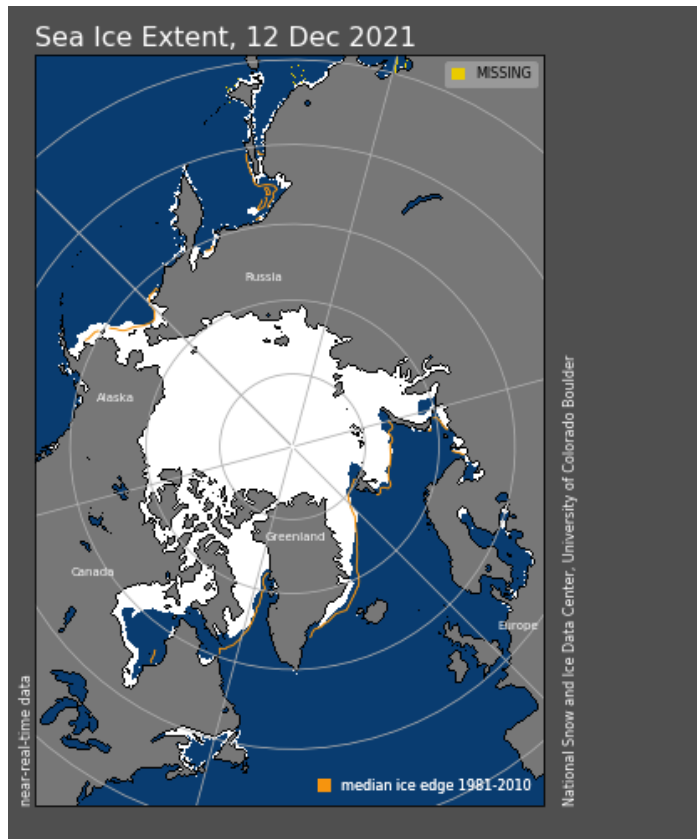 Sea Ice Extent, 12 Dec 2021
MISSING
Russia
Alaska
Greenland
Canada
Europe
near-real-time data
National Snow and Ice Data Center, University of Colorado Boulder
median ice edge 1981-2010